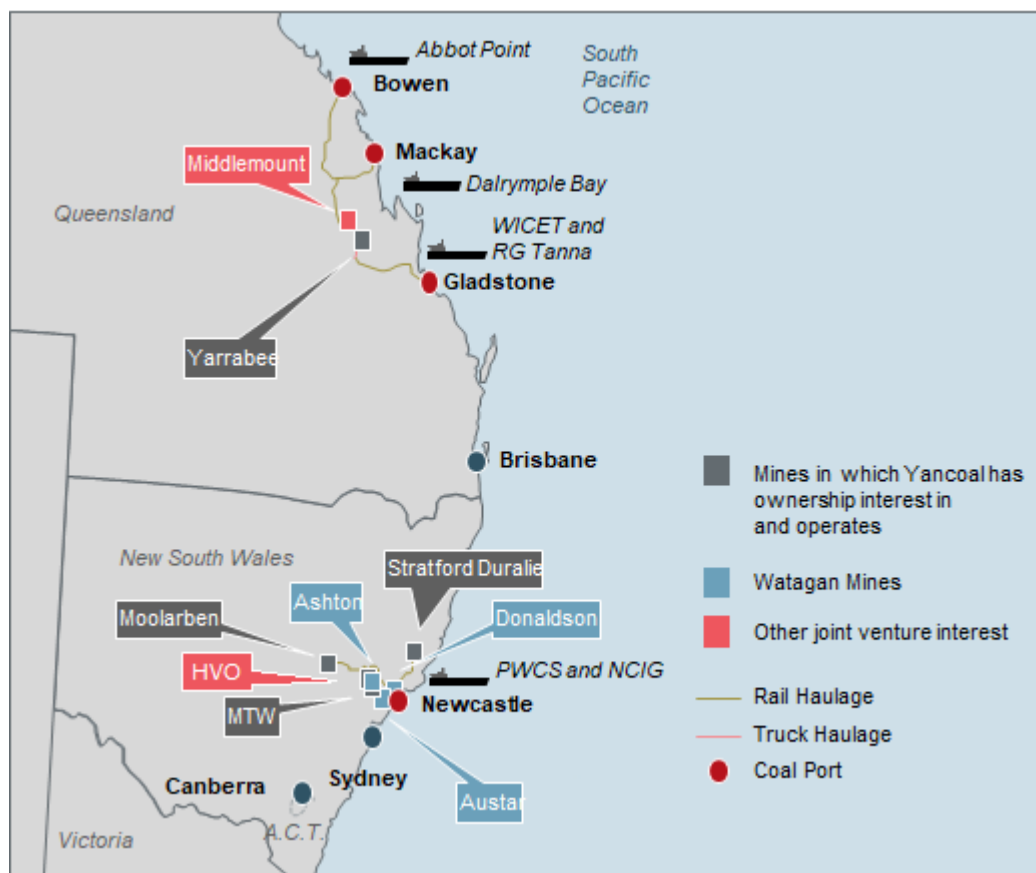 Abbot Point
South
Pacific
Ocean
Bowen
Mackay
Middlemount
Dalrymple Bay
Queensland
WICET and
RG Tanna
Gladstone
Yarrabee
Brisbane
Mines in which Yancoal has
ownership interest in
and operates
New South Wales
Stratford Duralie
Watagan Mines
Ashton
Moolarben
Donaldson
Other joint venture interest
HVO
PWCS and NCIG
Rail Haulage
MTW
Newcastle
Truck Haulage
Sydney
Coal Port
Canberra
Austar
A.C.T.
Victoria